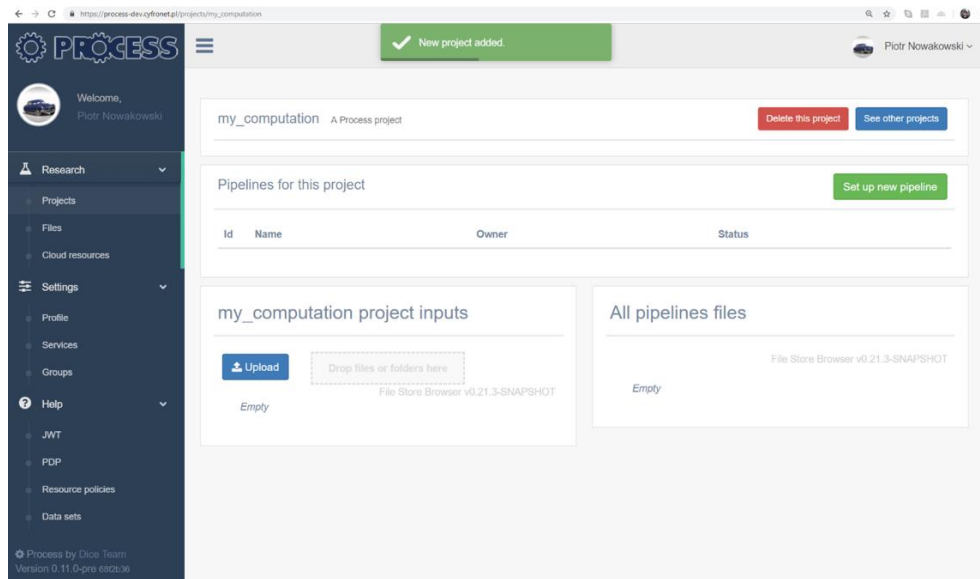 https://process-dev.cyfronet.pl/projects/my_computation
PROCESS
New project added.
Piotr Nowakowski
Welcome,
Piotr Nowakowski
my_computation A Process project
Delete this project
See other projects
Research
Projects
Files
Cloud resources
Settings
Profile
Services
Groups
Help
JWT
PDP
Resource policies
Data sets
Process by Dice Team
Version 0.11.0-pre 68f2b36
Pipelines for this project
Set up new pipeline
Id Name Owner Status
my_computation project inputs
Upload
Drop files or folders here
File Store Browser v0.21.3-SNAPSHOT
Empty
All pipelines files
File Store Browser v0.21.3-SNAPSHOT
Empty